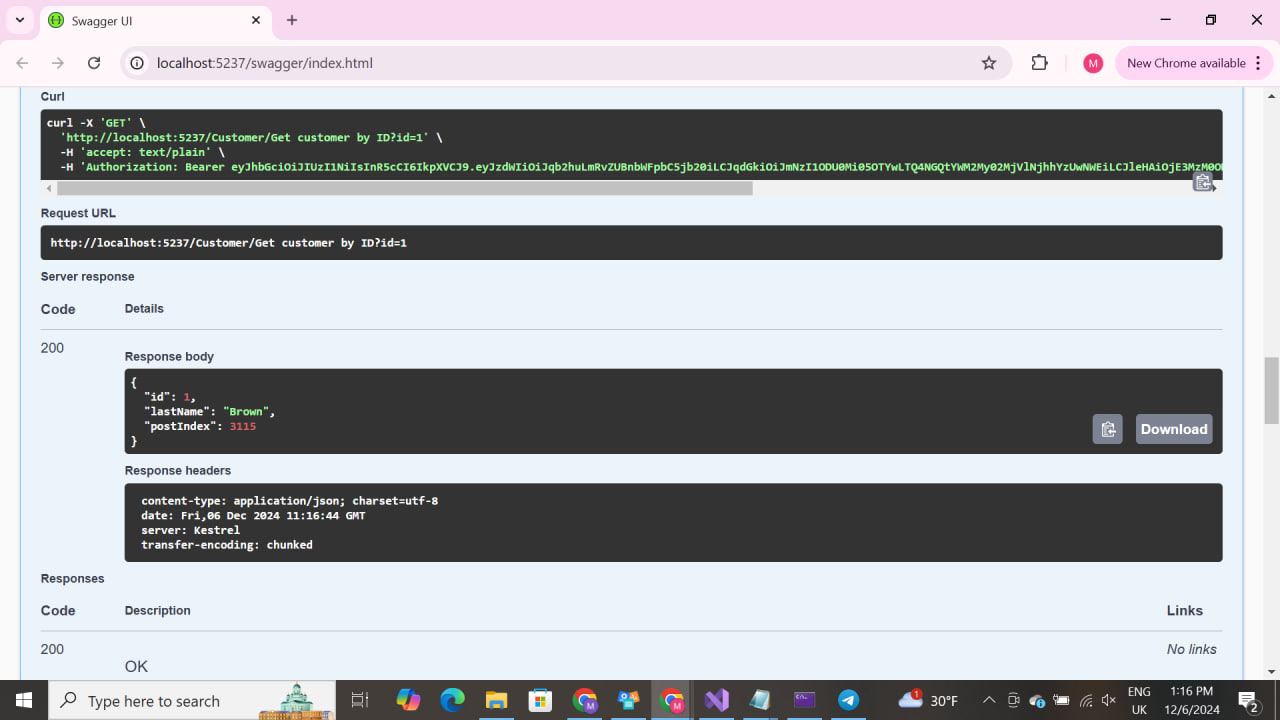 Swagger UI
localhost:5237/swagger/index.html
M
New Chrome available
Curl
curl -X 'GET' \
'http://localhost:5237/Customer/Get customer by ID?id=1' \
-H 'accept: text/plain' \
-H 'Authorization: Bearer
Request URL
http://localhost:5237/Customer/Get customer by ID?id=1
Server response
Code Details
200
Response body
{
"id": 1,
"lastName": "Brown",
"postIndex": 3115
}
Download
Response headers
content-type: application/json; charset=utf-8
date: Fri,06 Dec 2024 11:16:44 GMT
server: Kestrel
transfer-encoding: chunked
Responses
Code Description Links
200 No links
OK
Type here to search
1
30°F
ENG
UK
1:16 PM
12/6/2024
2